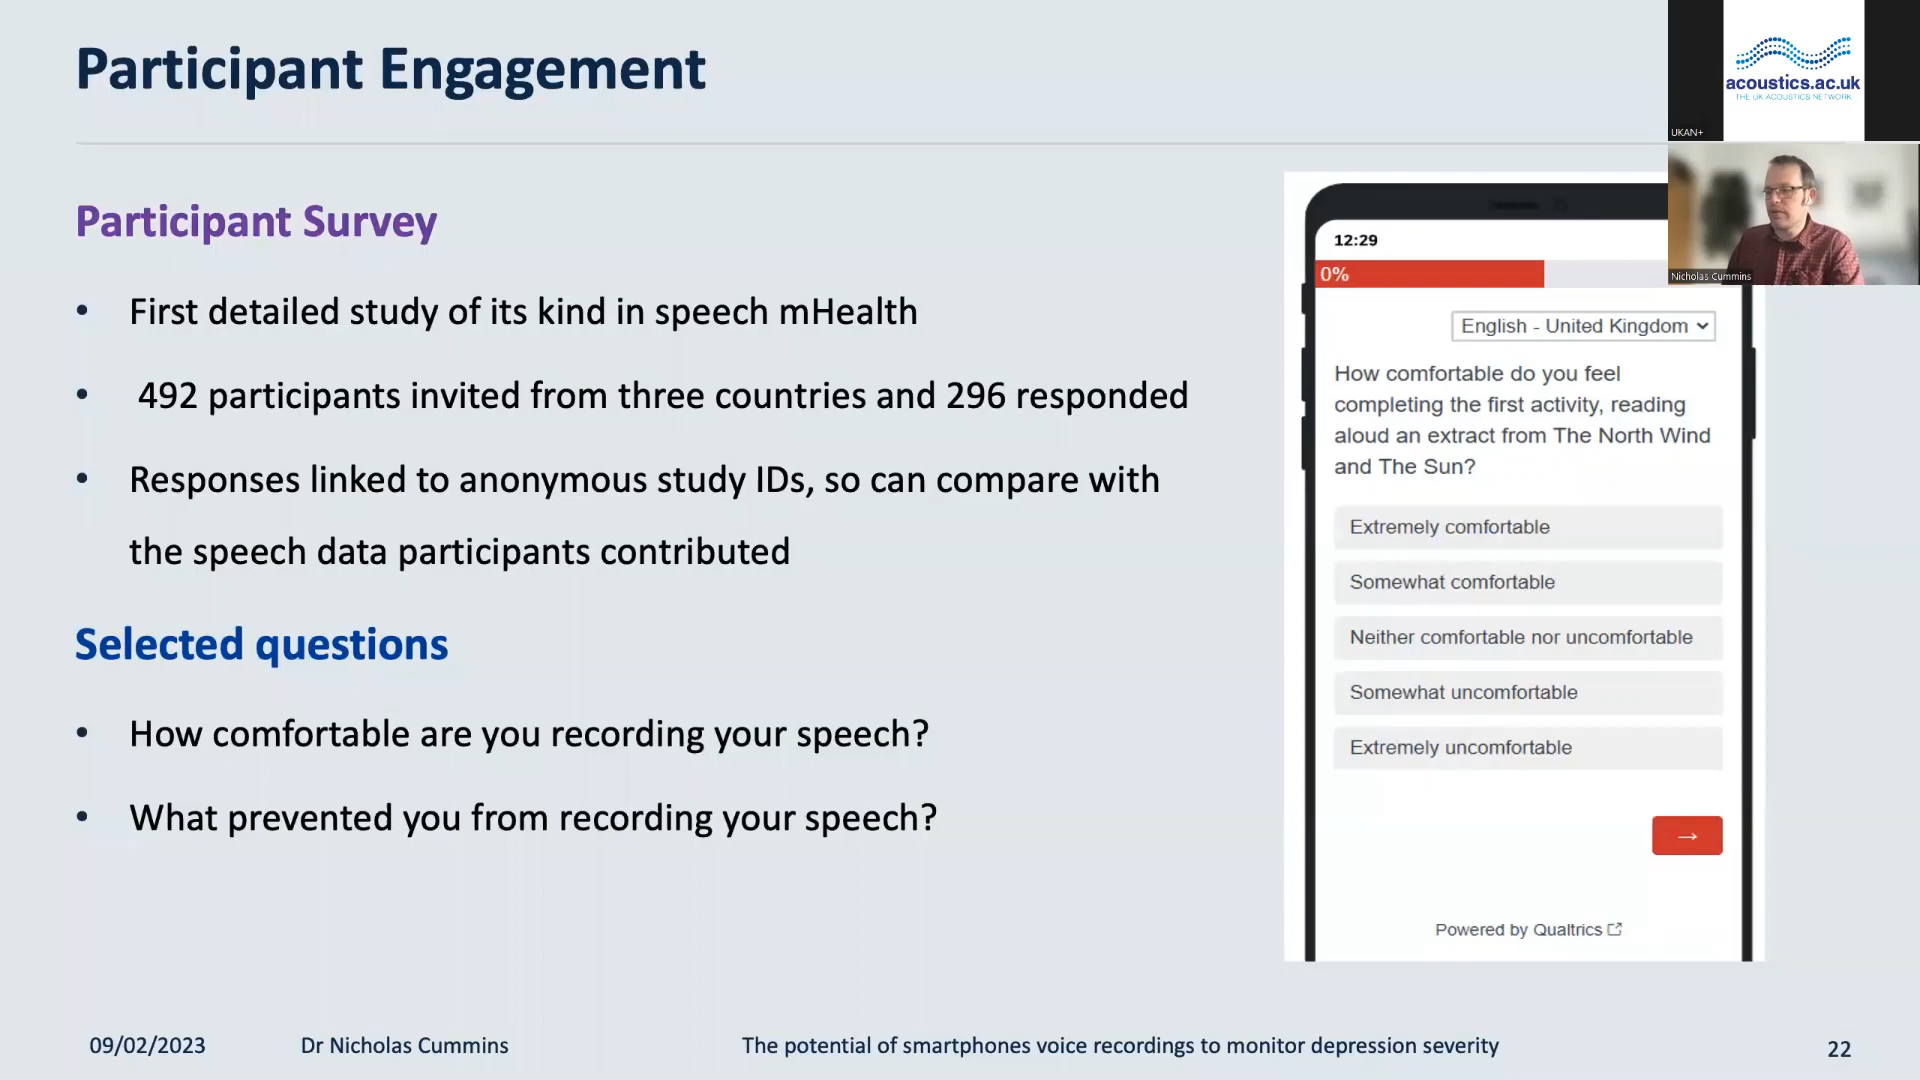 Participant Engagement
acoustics.ac.uk
THE UK ACOUSTICS NETWORK
UKAN+
Nicholas Cummins
Participant Survey
• First detailed study of its kind in speech mHealth
• 492 participants invited from three countries and 296 responded
• Responses linked to anonymous study IDs, so can compare with
the speech data participants contributed
Selected questions
• How comfortable are you recording your speech?
• What prevented you from recording your speech?
12:29
0%
English - United Kingdom
How comfortable do you feel
completing the first activity, reading
aloud an extract from The North Wind
and The Sun?
Extremely comfortable
Somewhat comfortable
Neither comfortable nor uncomfortable
Somewhat uncomfortable
Extremely uncomfortable
→
Powered by Qualtrics
09/02/2023
Dr Nicholas Cummins
The potential of smartphones voice recordings to monitor depression severity
22